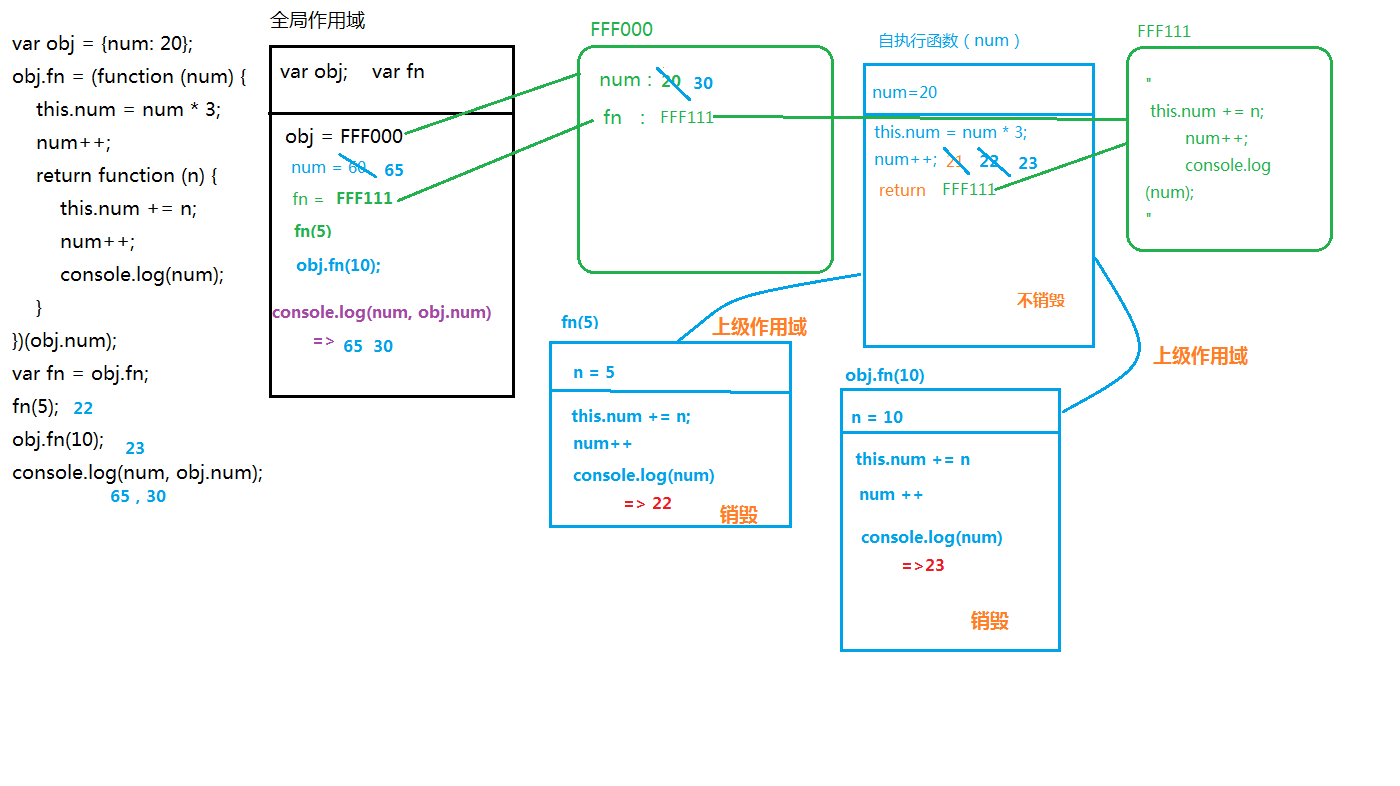 var obj = {num: 20};
obj.fn = (function (num) {
this.num = num * 3;
num++;
return function (n) {
this.num += n;
num++;
console.log(num);
}
})(obj.num);
var fn = obj.fn;
fn(5); 22
obj.fn(10); 23
console.log(num, obj.num);
65 , 30
全局作用域
var obj; var fn
obj = FFF000
num = 60 65
fn = FFF111
fn(5)
obj.fn(10);
console.log(num, obj.num)
=> 65 30
FFF000
num : 20 30
fn : FFF111
自执行函数（num ）
num=20
this.num = num * 3;
num++; 21 22 23
return FFF111
不销毁
FFF111
"
this.num += n;
num++;
console.log
(num);
"
上级作用域
fn(5)
n = 5
this.num += n;
num++
console.log(num)
=> 22
销毁
上级作用域
obj.fn(10)
n = 10
this.num += n
num ++
console.log(num)
=>23
销毁